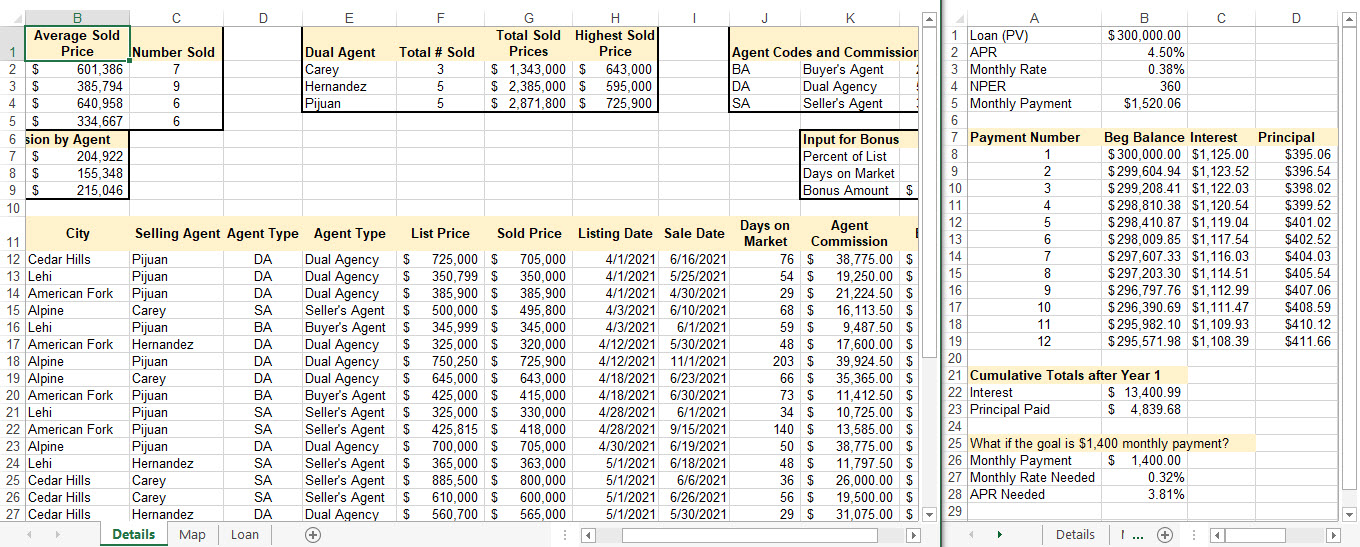 B C D E F G H I J K
Average Sold Price Number Sold Dual Agent Total # Sold Total Sold Prices Highest Sold Price Agent Codes and Commission
1
2 $ 601,386 7 Carey 3 $ 1,343,000 $ 643,000 BA Buyer's Agent
3 $ 385,794 9 Hernandez 5 $ 2,385,000 $ 595,000 DA Dual Agency
4 $ 640,958 6 Pijuan 5 $ 2,871,800 $ 725,900 SA Seller's Agent
5 $ 334,667 6
6 sion by Agent Input for Bonus
7 $ 204,922 Percent of List
8 $ 155,348 Days on Market
9 $ 215,046 Bonus Amount $
10
11 City Selling Agent Agent Type Agent Type List Price Sold Price Listing Date Sale Date Days on Market Agent Commission
12 Cedar Hills Pijuan DA Dual Agency $ 725,000 $ 705,000 4/1/2021 6/16/2021 76 $ 38,775.00 $
13 Lehi Pijuan DA Dual Agency $ 350,799 $ 350,000 4/1/2021 5/25/2021 54 $ 19,250.00 $
14 American Fork Pijuan DA Dual Agency $ 385,900 $ 385,900 4/1/2021 4/30/2021 29 $ 21,224.50 $
15 Alpine Carey SA Seller's Agent $ 500,000 $ 495,800 4/3/2021 6/10/2021 68 $ 16,113.50 $
16 Lehi Pijuan BA Buyer's Agent $ 345,999 $ 345,000 4/3/2021 6/1/2021 59 $ 9,487.50 $
17 American Fork Hernandez DA Dual Agency $ 325,000 $ 320,000 4/12/2021 5/30/2021 48 $ 17,600.00 $
18 Alpine Pijuan DA Dual Agency $ 750,250 $ 725,900 4/12/2021 11/1/2021 203 $ 39,924.50 $
19 Alpine Carey DA Dual Agency $ 645,000 $ 643,000 4/18/2021 6/23/2021 66 $ 35,365.00 $
20 American Fork Pijuan BA Buyer's Agent $ 425,000 $ 415,000 4/18/2021 6/30/2021 73 $ 11,412.50 $
21 Lehi Pijuan SA Seller's Agent $ 325,000 $ 330,000 4/28/2021 6/1/2021 34 $ 10,725.00 $
22 American Fork Pijuan SA Seller's Agent $ 425,815 $ 418,000 4/28/2021 9/15/2021 140 $ 13,585.00 $
23 Alpine Pijuan DA Dual Agency $ 700,000 $ 705,000 4/30/2021 6/19/2021 50 $ 38,775.00 $
24 Lehi Hernandez SA Seller's Agent $ 365,000 $ 363,000 5/1/2021 6/18/2021 48 $ 11,797.50 $
25 Cedar Hills Carey SA Seller's Agent $ 885,500 $ 800,000 5/1/2021 6/6/2021 36 $ 26,000.00 $
26 Cedar Hills Carey SA Seller's Agent $ 610,000 $ 600,000 5/1/2021 6/26/2021 56 $ 19,500.00 $
27 Cedar Hills Hernandez DA Dual Agency $ 560,700 $ 565,000 5/1/2021 5/30/2021 29 $ 31,075.00 $
Details Map Loan
A B C D
1 Loan (PV) $300,000.00
2 APR 4.50%
3 Monthly Rate 0.38%
4 NPER 360
5 Monthly Payment $1,520.06
6
7 Payment Number Beg Balance Interest Principal
8 1 $300,000.00 $1,125.00 $395.06
9 2 $299,604.94 $1,123.52 $396.54
10 3 $299,208.41 $1,122.03 $398.02
11 4 $298,810.38 $1,120.54 $399.52
12 5 $298,410.87 $1,119.04 $401.02
13 6 $298,009.85 $1,117.54 $402.52
14 7 $297,607.33 $1,116.03 $404.03
15 8 $297,203.30 $1,114.51 $405.54
16 9 $296,797.76 $1,112.99 $407.06
17 10 $296,390.69 $1,111.47 $408.59
18 11 $295,982.10 $1,109.93 $410.12
19 12 $295,571.98 $1,108.39 $411.66
20
21 Cumulative Totals after Year 1
22 Interest $ 13,400.99
23 Principal Paid $ 4,839.68
24
25 What if the goal is $1,400 monthly payment?
26 Monthly Payment $ 1,400.00
27 Monthly Rate Needed 0.32%
28 APR Needed 3.81%
29
Details ...